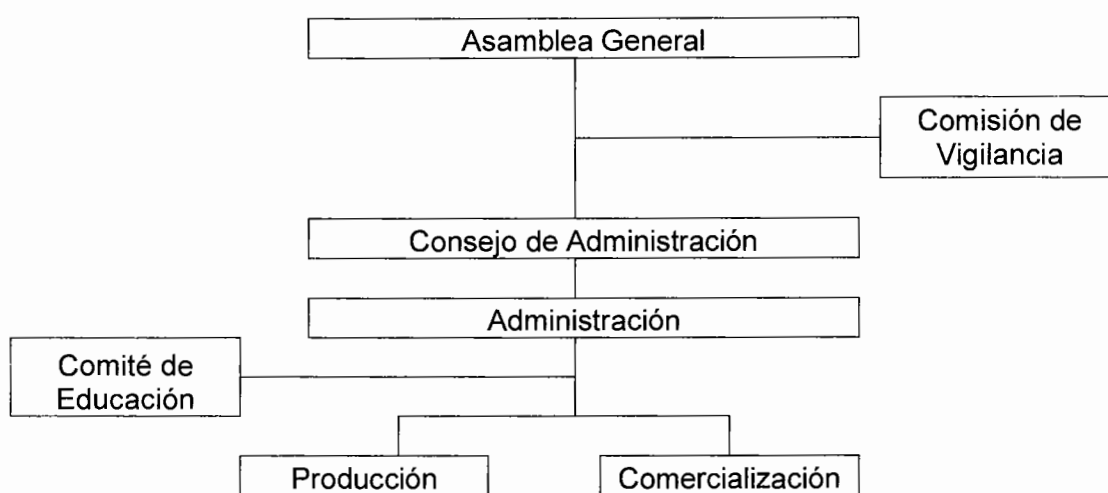 Asamblea General
Comisión de
Vigilancia
Consejo de Administración
Administración
Comité de
Educación
Producción
Comercialización